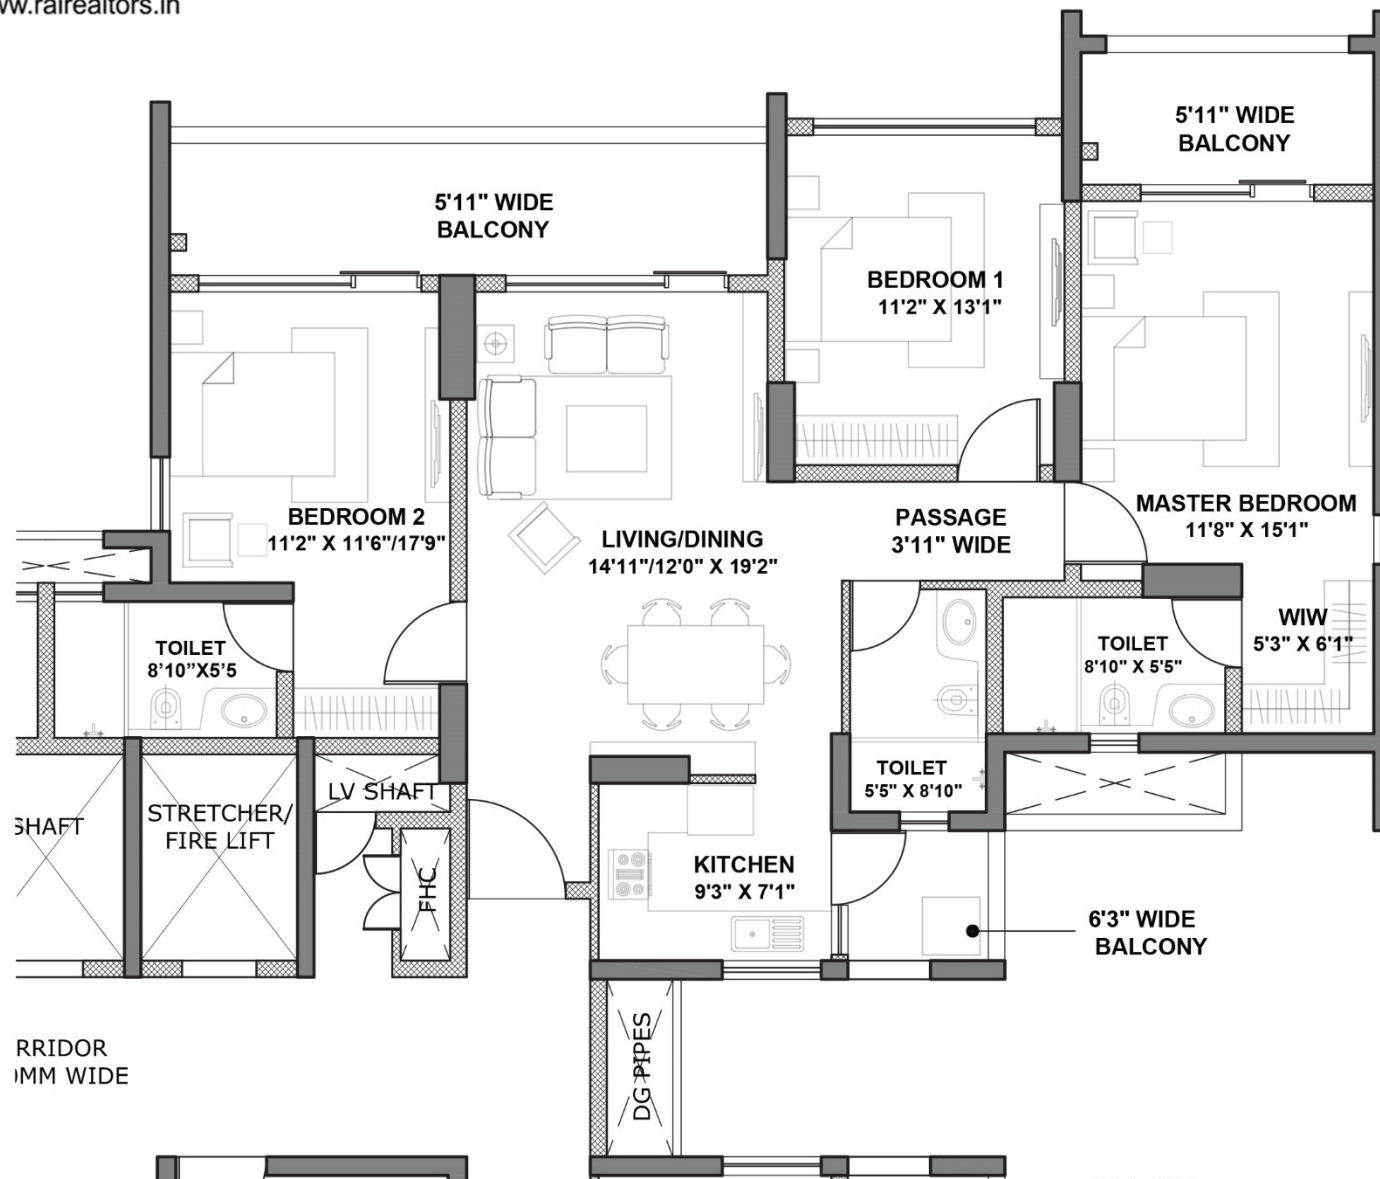 ww.rairealtors.in
5'11" WIDE
BALCONY
5'11" WIDE
BALCONY
BEDROOM 1
11'2" X 13'1"
BEDROOM 2
11'2" X 11'6"/17'9"
LIVING/DINING
14'11"/12'0" X 19'2"
PASSAGE
3'11" WIDE
MASTER BEDROOM
11'8" X 15'1"
TOILET
8’10”X5’5
TOILET
8'10" X 5'5"
WIW
5'3" X 6'1"
TOILET
5'5" X 8'10"
LV SHAFT
SHAFT
STRETCHER/
FIRE LIFT
FHC
KITCHEN
9'3" X 7'1"
6'3" WIDE
BALCONY
DG PIPES
RRIDOR
MM WIDE